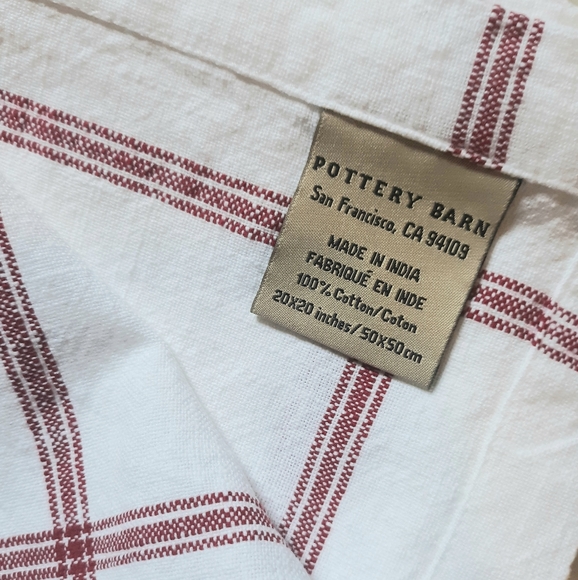 POTTERY BARN
San Francisco, CA 94109
MADE IN INDIA
FABRIQUÉ EN INDE
100% Cotton/Coton
20X20 inches/50X50cm